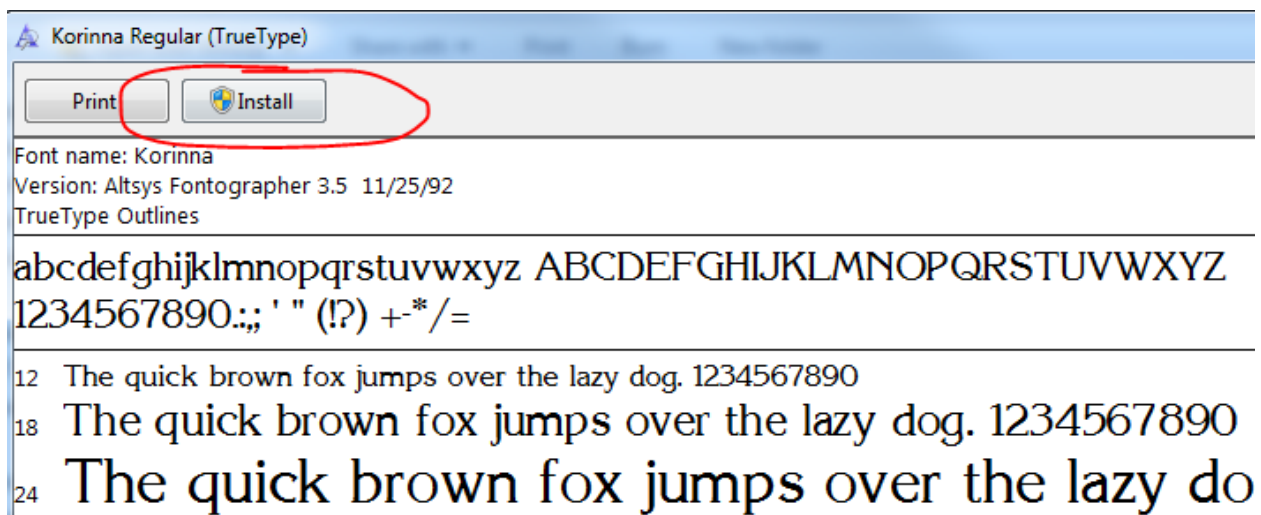 Korinna Regular (TrueType)
Print Install
Font name: Korinna
Version: Altsys Fontographer 3.5 11/25/92
TrueType Outlines
abcdefghijklmnopqrstuvwxyz ABCDEFGHIJKLMNOPQRSTUVWXYZ
1234567890.:,; ' " (!?) +-*/=
12 The quick brown fox jumps over the lazy dog. 1234567890
18 The quick brown fox jumps over the lazy dog. 1234567890
24 The quick brown fox jumps over the lazy do